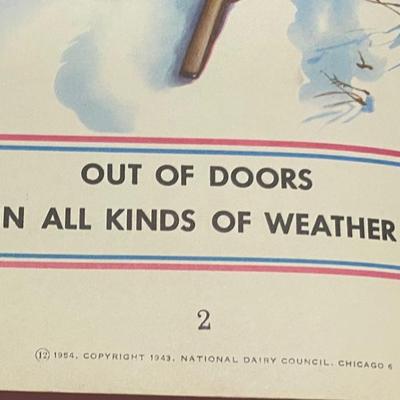 OUT OF DOORS
N ALL KINDS OF WEATHER
2
⑫ 1954, COPYRIGHT 1943, NATIONAL DAIRY COUNCIL, CHICAGO 6